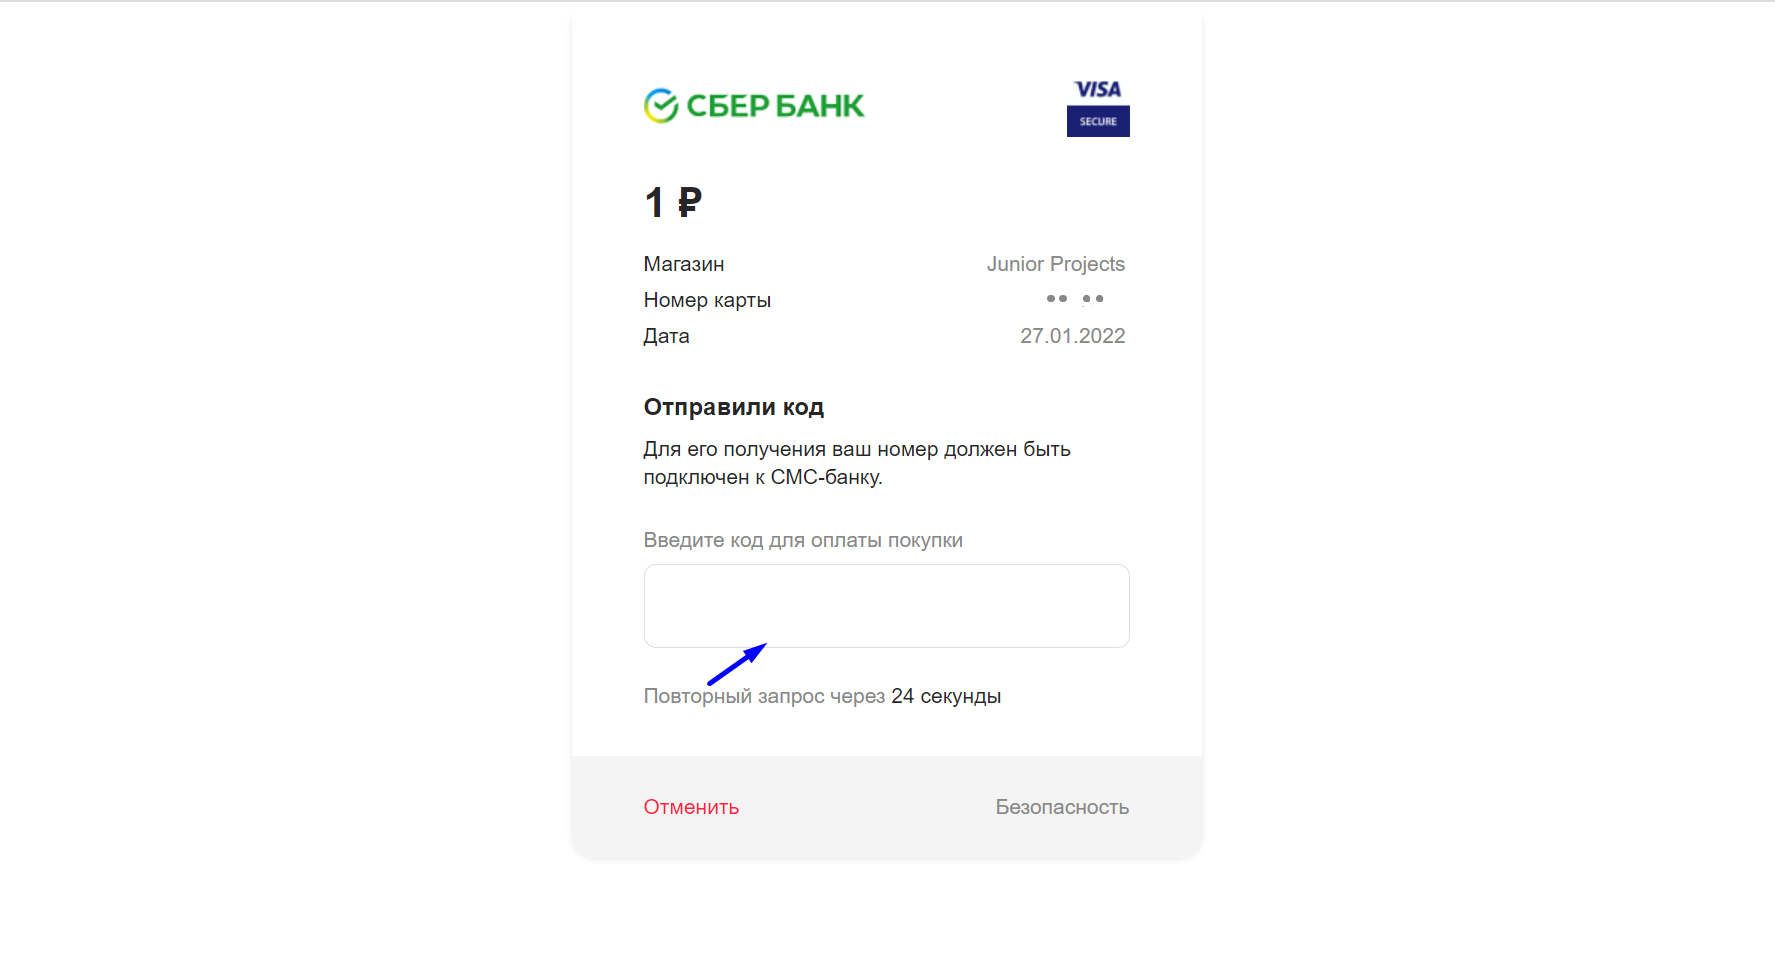 СБЕР БАНК
VISA
SECURE
1 ₽
Магазин Junior Projects
Номер карты •• ••
Дата 27.01.2022
Отправили код
Для его получения ваш номер должен быть
подключен к СМС-банку.
Введите код для оплаты покупки
Повторный запрос через 24 секунды
Отменить Безопасность